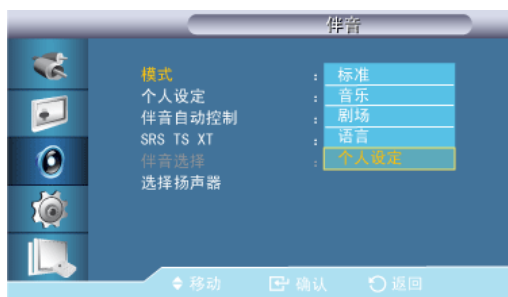 伴音
模式 : 标准
个人设定 : 音乐
伴音自动控制 : 剧场
SRS TS XT : 语言
伴音选择 : 个人设定
选择扬声器
移动 确认 返回